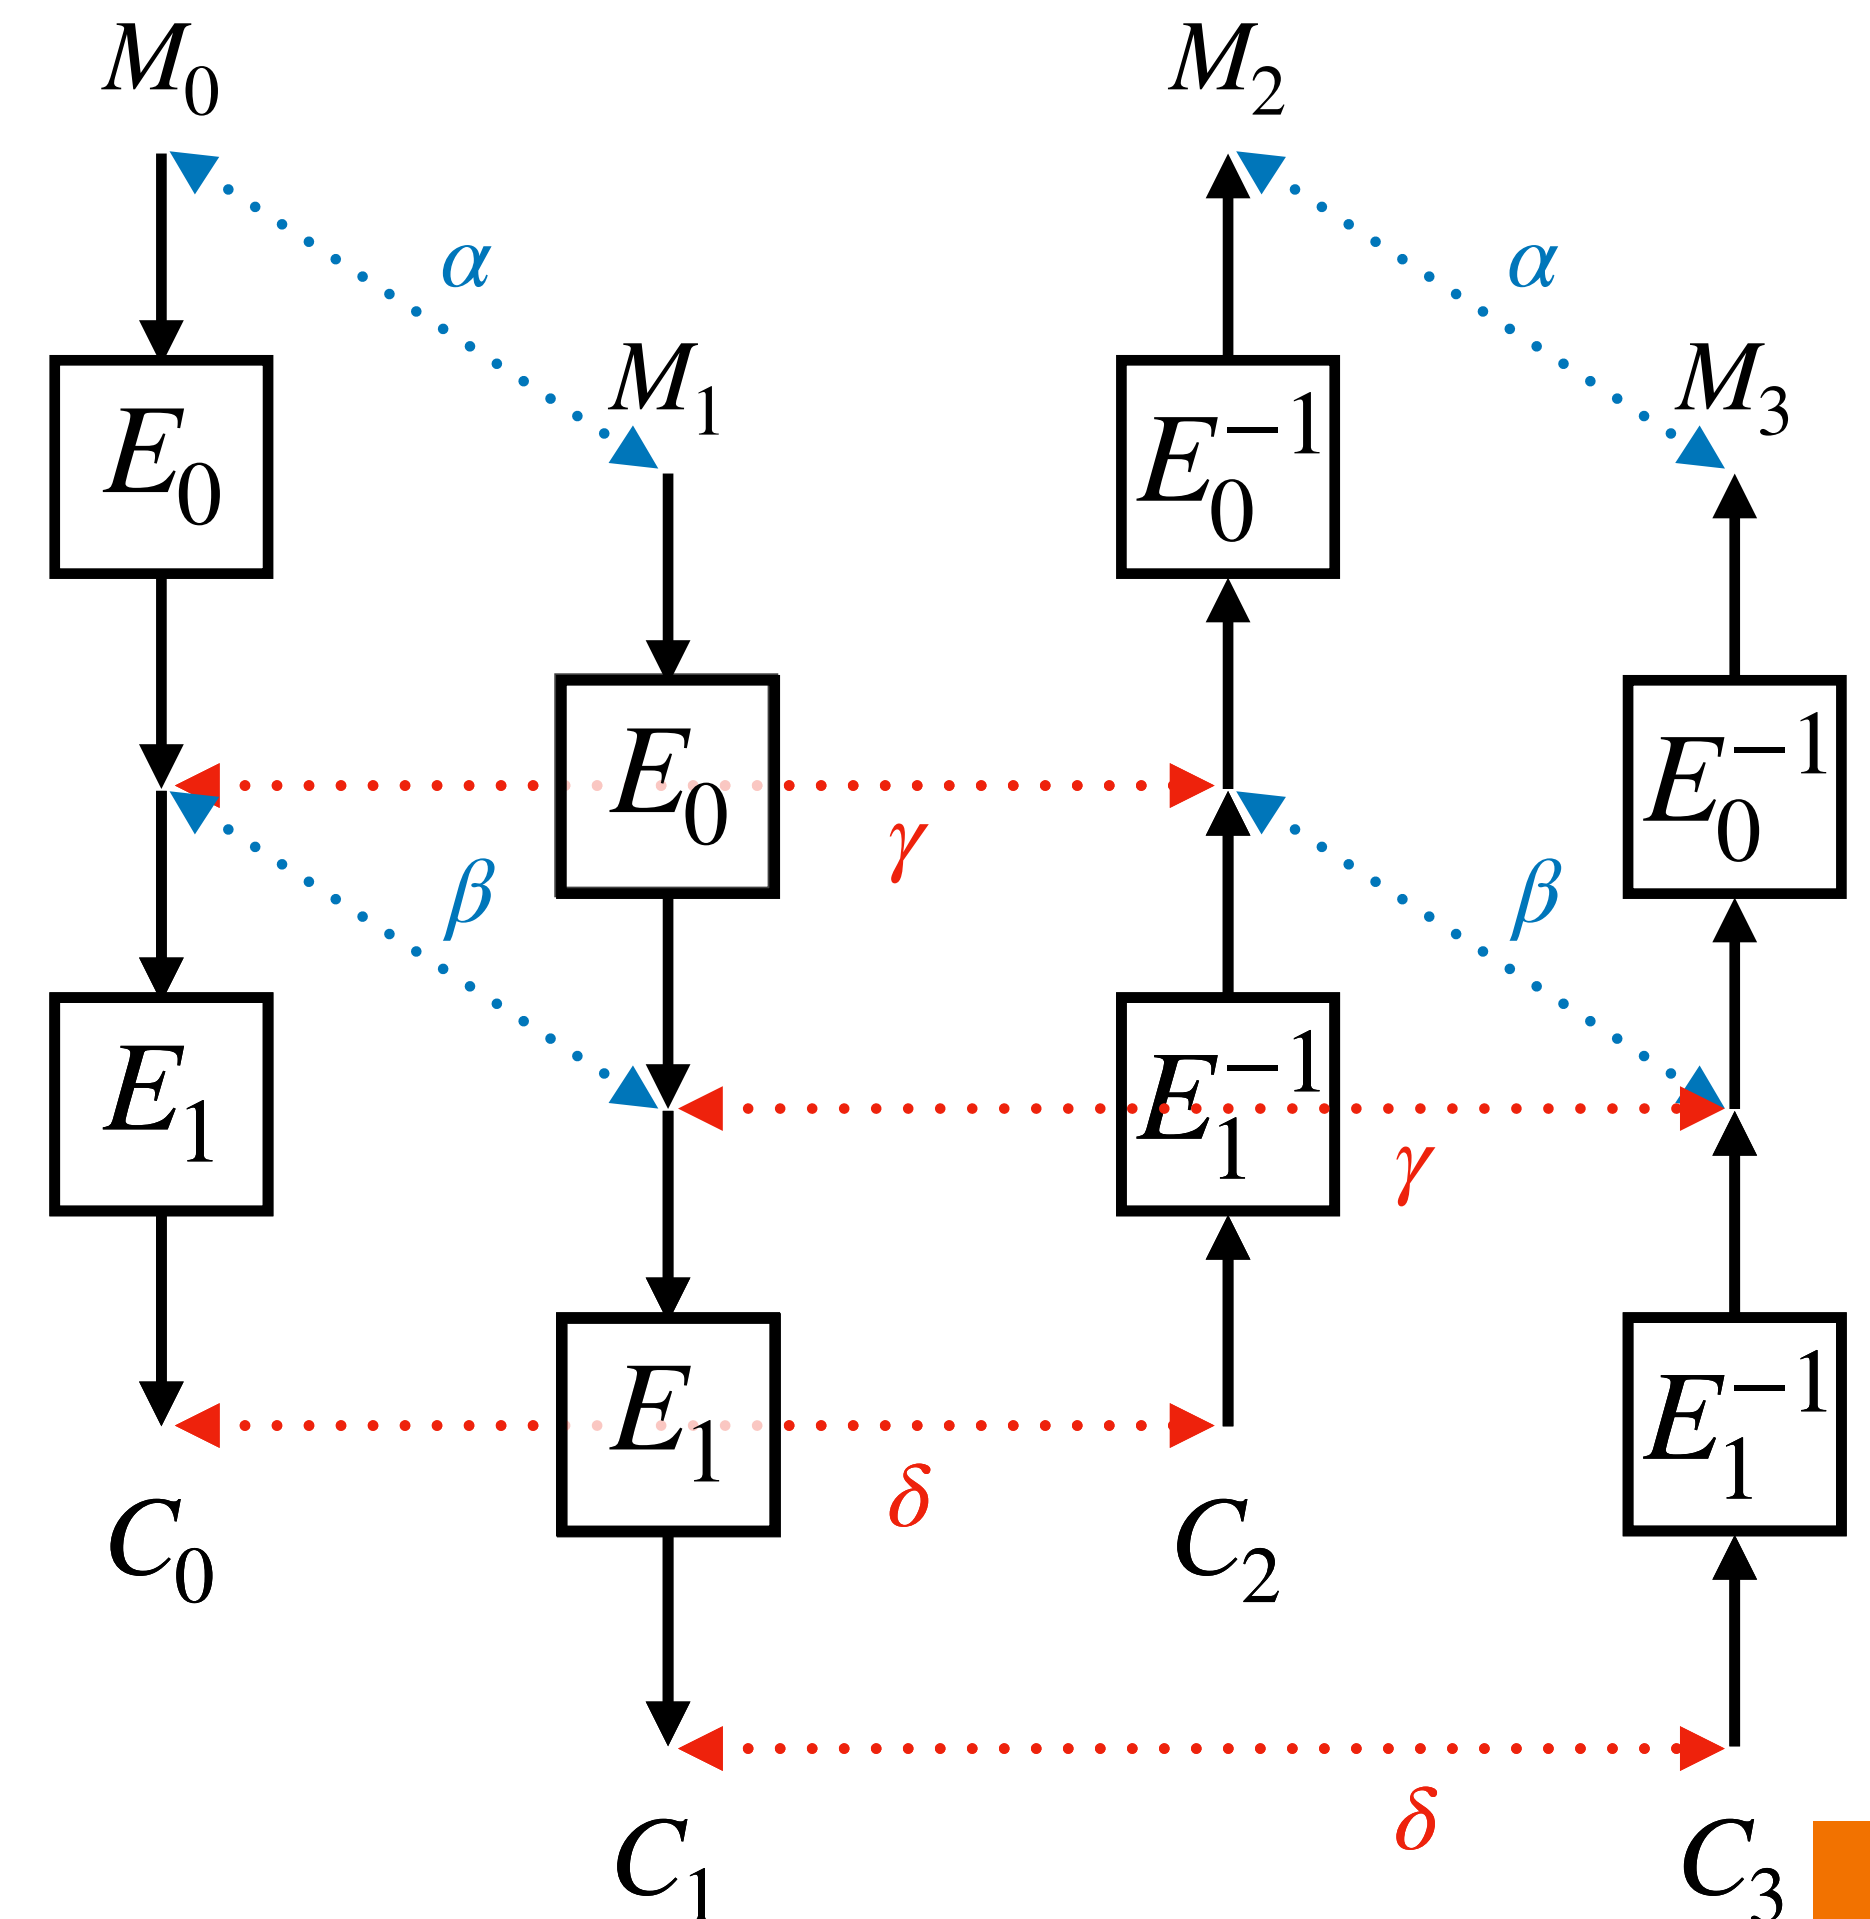 M₀ M₂
α α
M₁ M₃
E₀ E₀⁻¹
E₀ E₀⁻¹
γ
β β
E₁ E₁⁻¹
γ
E₁ E₁⁻¹
δ
C₀ C₂
δ
C₁ C₃